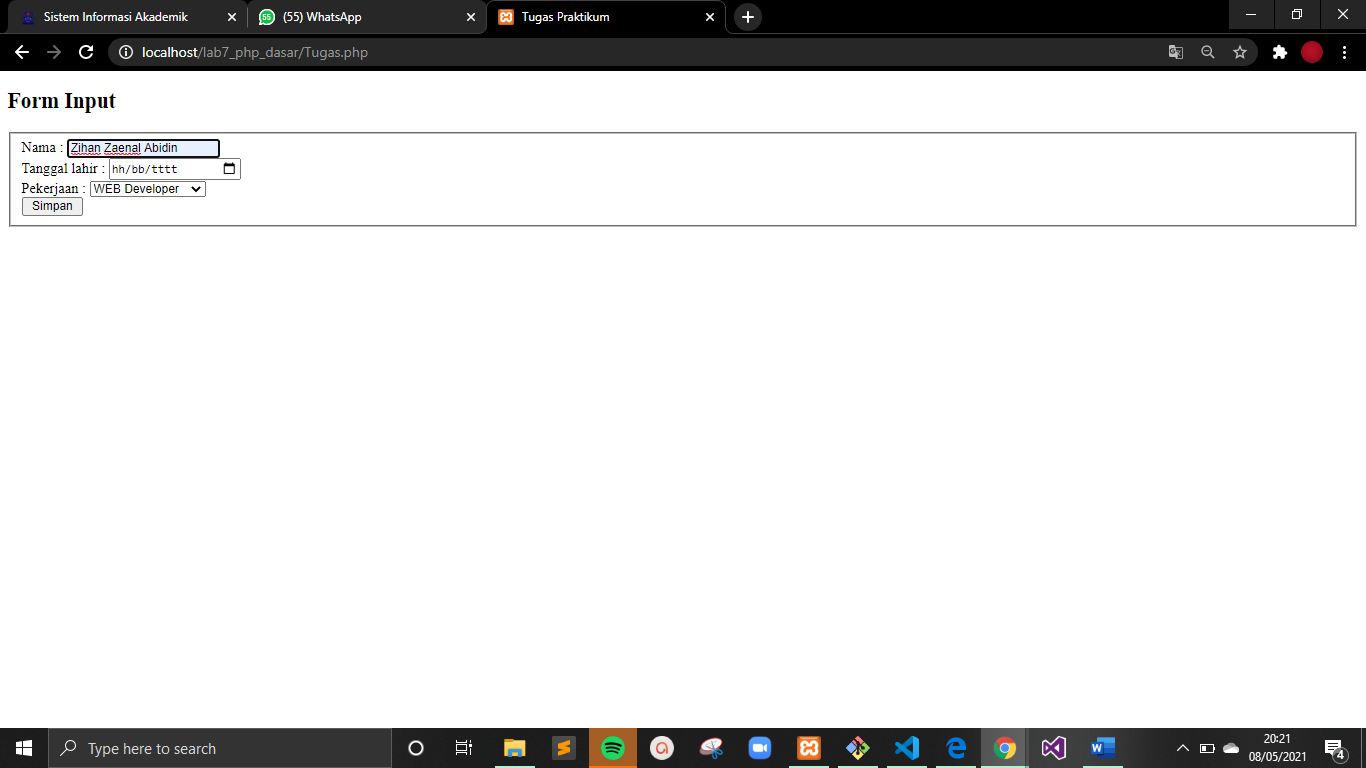 Sistem Informasi Akademik
55
(55) WhatsApp
Tugas Praktikum
localhost/lab7_php_dasar/Tugas.php
Form Input
Nama : Zihan Zaenal Abidin
Tanggal lahir : hh/bb/tttt
Pekerjaan : WEB Developer
Simpan
Type here to search
20:21
08/05/2021
4